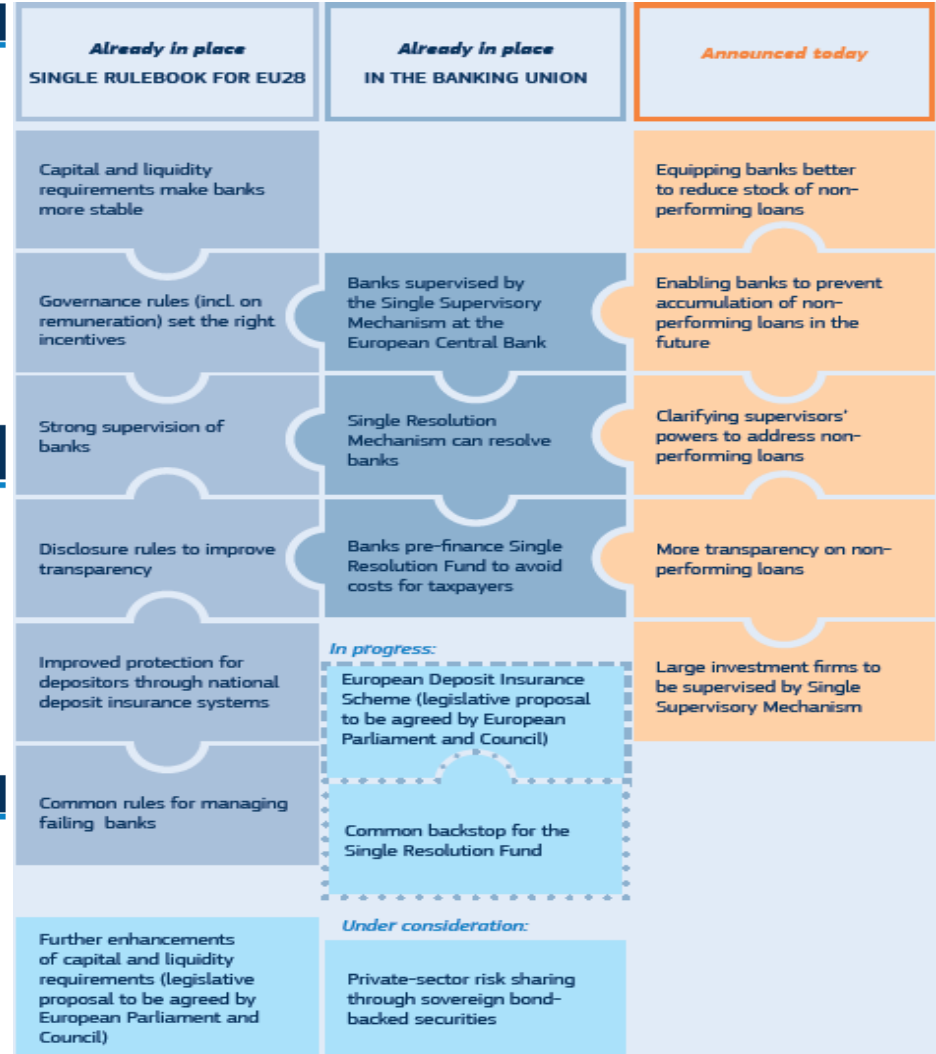 Already in place
SINGLE RULEBOOK FOR EU28
Already in place
IN THE BANKING UNION
Announced today
Capital and liquidity
requirements make banks
more stable
Governance rules (incl. on
remuneration) set the right
incentives
Strong supervision of
banks
Disclosure rules to improve
transparency
Improved protection for
depositors through national
deposit insurance systems
Common rules for managing
failing banks
Further enhancements
of capital and liquidity
requirements (legislative
proposal to be agreed by
European Parliament and
Council)
Banks supervised by
the Single Supervisory
Mechanism at the
European Central Bank
Single Resolution
Mechanism can resolve
banks
Banks pre-finance Single
Resolution Fund to avoid
costs for taxpayers
In progress:
European Deposit Insurance
Scheme (legislative proposal
to be agreed by European
Parliament and Council)
Common backstop for the
Single Resolution Fund
Under consideration:
Private-sector risk sharing
through sovereign bond-
backed securities
Equipping banks better
to reduce stock of non-
performing loans
Enabling banks to prevent
accumulation of non-
performing loans in the
future
Clarifying supervisors'
powers to address non-
performing loans
More transparency on non-
performing loans
Large investment firms to
be supervised by Single
Supervisory Mechanism